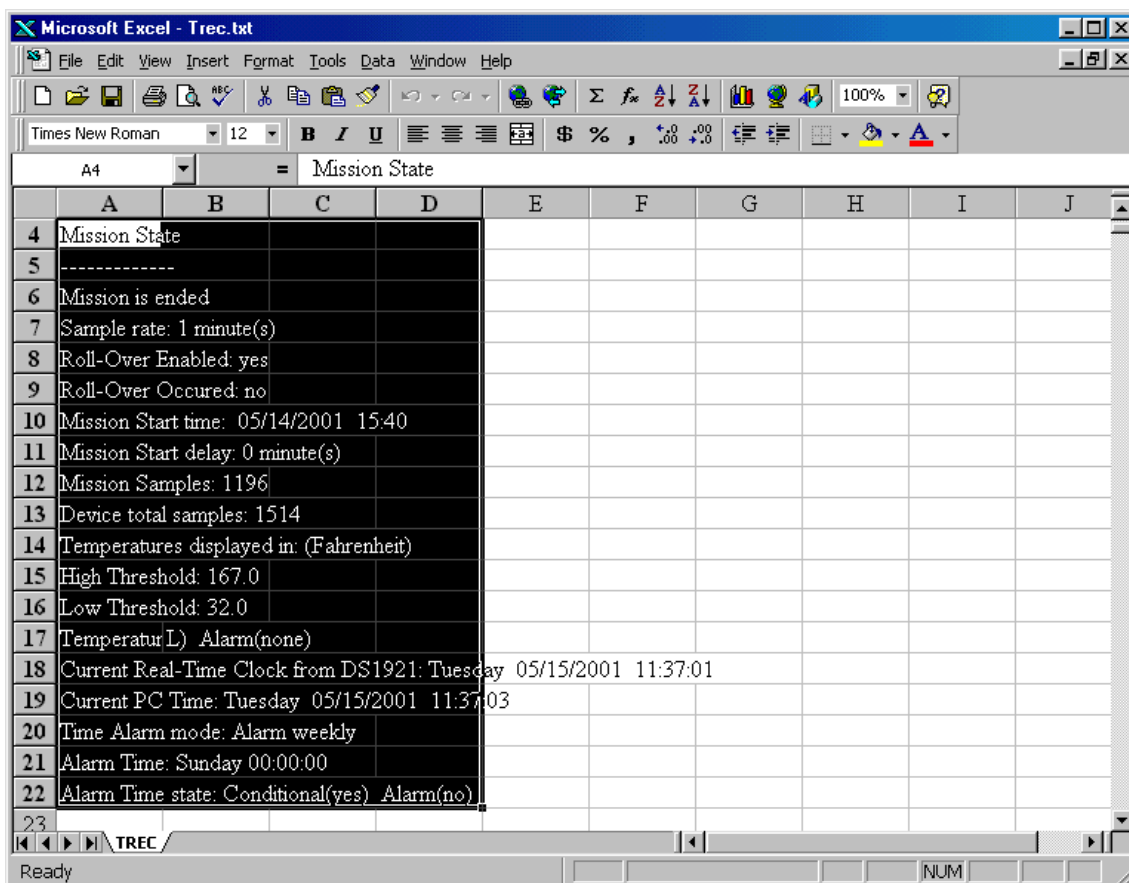 Microsoft Excel - Trec.txt
File Edit View Insert Format Tools Data Window Help
ABC Σ fx A Z Z A 100%
Times New Roman 12 B I U $ % , .0 .00 .00 .0 A
A4 = Mission State
A B C D E F G H I J
4 Mission State
5 -------------
6 Mission is ended
7 Sample rate: 1 minute(s)
8 Roll-Over Enabled: yes
9 Roll-Over Occured: no
10 Mission Start time: 05/14/2001 15:40
11 Mission Start delay: 0 minute(s)
12 Mission Samples: 1196
13 Device total samples: 1514
14 Temperatures displayed in: (Fahrenheit)
15 High Threshold: 167.0
16 Low Threshold: 32.0
17 Temperatur L) Alarm(none)
18 Current Real-Time Clock from DS1921: Tuesday 05/15/2001 11:37:01
19 Current PC Time: Tuesday 05/15/2001 11:37:03
20 Time Alarm mode: Alarm weekly
21 Alarm Time: Sunday 00:00:00
22 Alarm Time state: Conditional(yes) Alarm(no)
23
TREC
Ready NUM